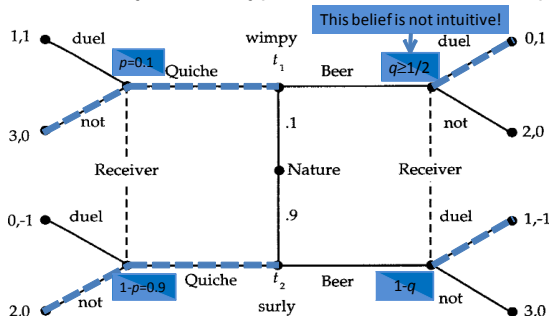 This belief is not intuitive!
1,1
duel
wimpy
duel
0,1
p=0.1
Quiche
t1
Beer
q≥1/2
3,0
not
.1
not
2,0
Receiver
Nature
Receiver
0,-1
duel
.9
duel
1,-1
1-p=0.9
Quiche
t2
Beer
1-q
2,0
not
surly
not
3,0